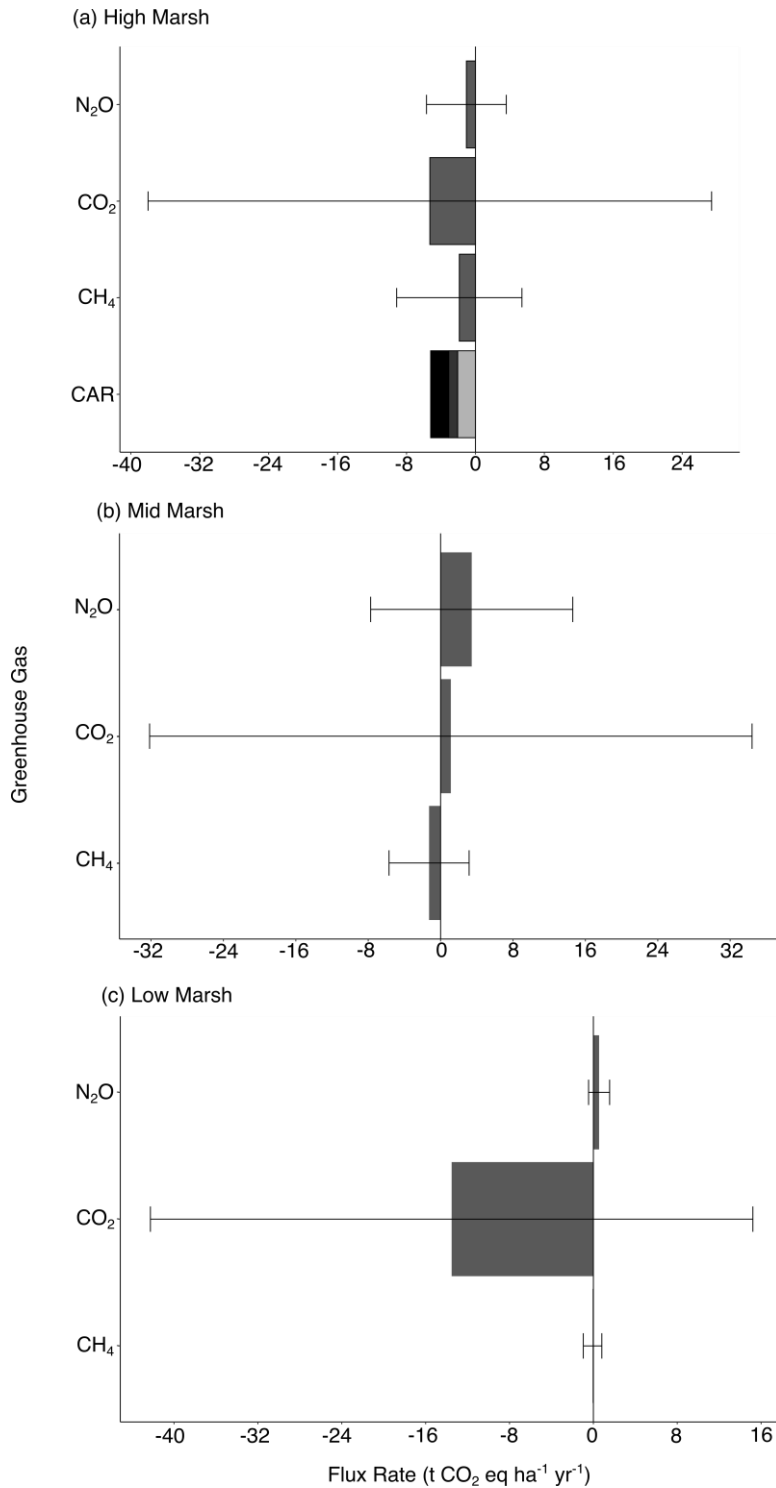 (a) High Marsh
N₂O
CO₂
CH₄
CAR
-40 -32 -24 -16 -8 0 8 16 24
(b) Mid Marsh
N₂O
CO₂
CH₄
-32 -24 -16 -8 0 8 16 24 32
Greenhouse Gas
(c) Low Marsh
N₂O
CO₂
CH₄
-40 -32 -24 -16 -8 0 8 16
Flux Rate (t CO₂ eq ha⁻¹ yr⁻¹)